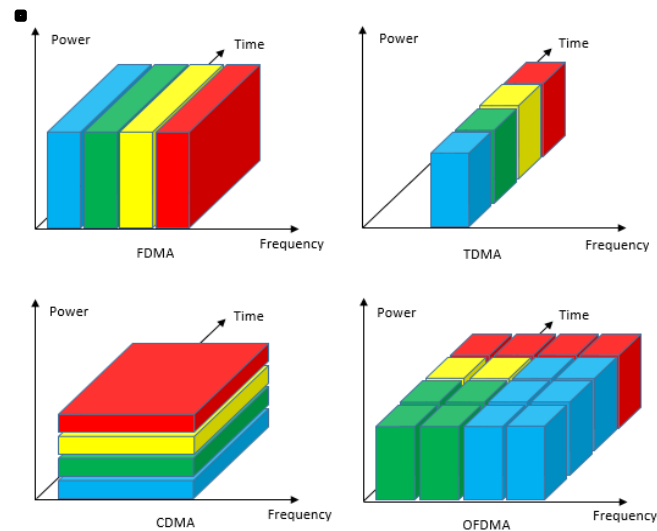 Power
Time
Frequency
FDMA
Power
Time
Frequency
TDMA
Power
Time
Frequency
CDMA
Power
Time
Frequency
OFDMA